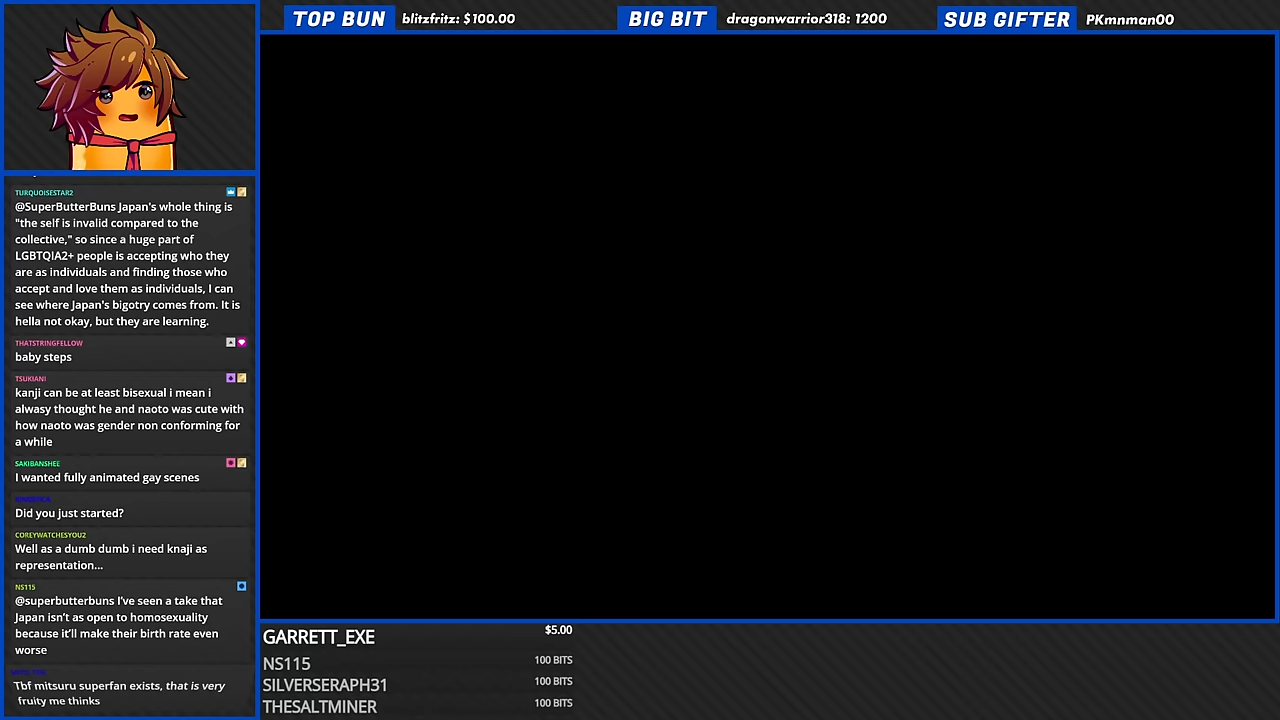 TOP BUN blitzfritz: $100.00 BIG BIT dragonwarrior318: 1200 SUB GIFTER PKmnman00
TURQUOISESTAR2
@SuperButterBuns Japan's whole thing is
"the self is invalid compared to the
collective," so since a huge part of
LGBTQIA2+ people is accepting who they
are as individuals and finding those who
accept and love them as individuals, I can
see where Japan's bigotry comes from. It is
hella not okay, but they are learning.
THATSTRINGFELLOW
baby steps
TSUKIANI
kanji can be at least bisexual i mean i
alwasy thought he and naoto was cute with
how naoto was gender non conforming for
a while
SAKIBANSHEE
I wanted fully animated gay scenes
Did you just started?
COREYWATCHESYOU2
Well as a dumb dumb i need knaji as
representation...
NS115
@superbutterbuns I've seen a take that
Japan isn't as open to homosexuality
because it'll make their birth rate even
worse
Tbf mitsuru superfan exists, that is very
fruity me thinks
GARRETT_EXE $5.00
NS115 100 BITS
SILVERSERAPH31 100 BITS
THESALTMINER 100 BITS